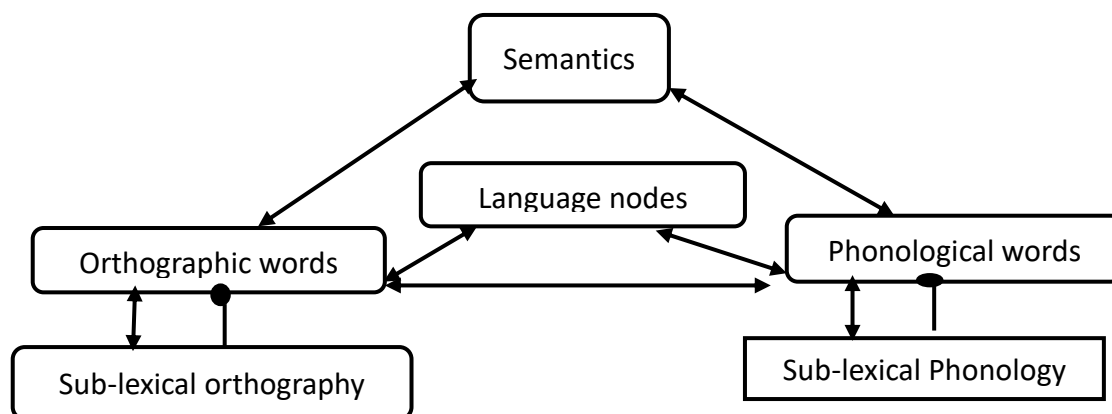 Semantics
Language nodes
Orthographic words
Phonological words
Sub-lexical orthography
Sub-lexical Phonology